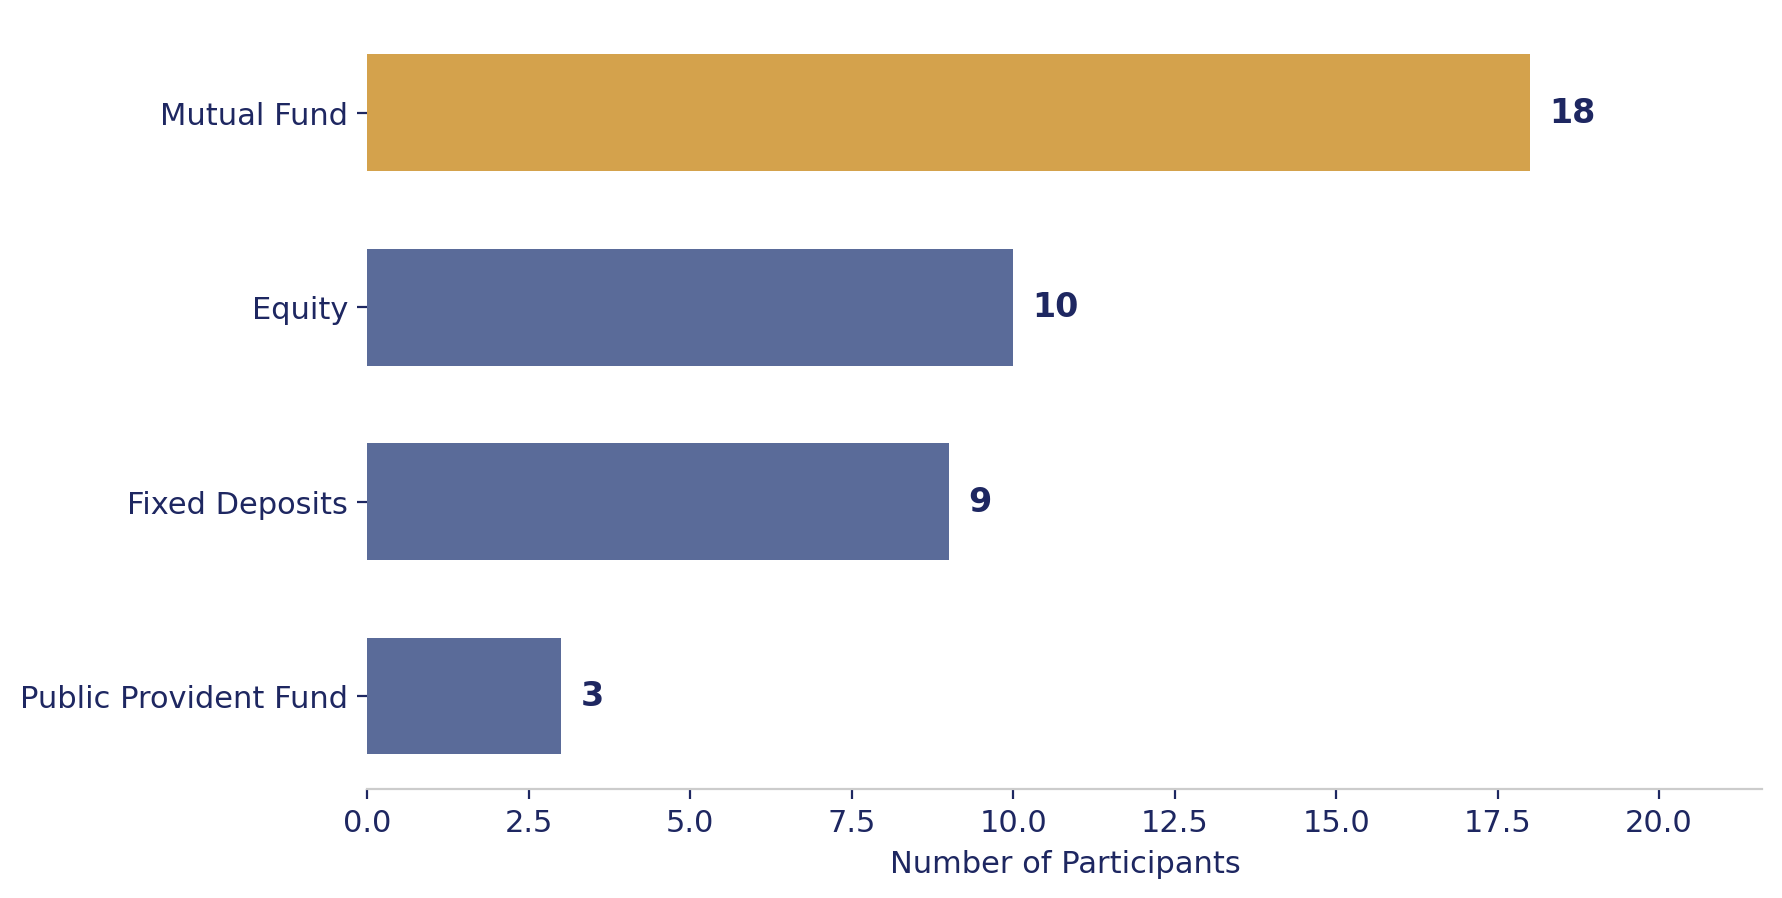 Mutual Fund 18
Equity 10
Fixed Deposits 9
Public Provident Fund 3
0.0 2.5 5.0 7.5 10.0 12.5 15.0 17.5 20.0
Number of Participants